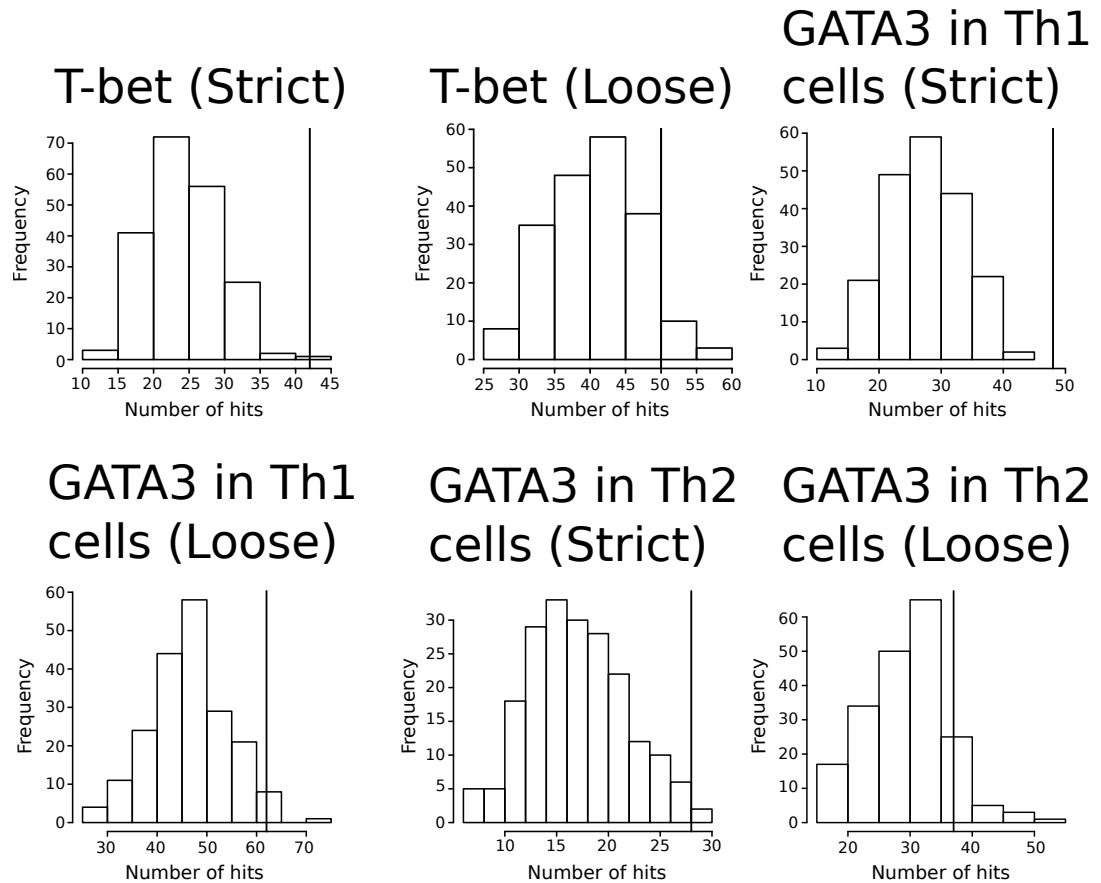 GATA3 in Th1
T-bet (Strict) T-bet (Loose) cells (Strict)
70
60
50
40
30
20
10
0
Frequency
10 15 20 25 30 35 40 45
Number of hits
60
50
40
30
20
10
0
Frequency
25 30 35 40 45 50 55 60
Number of hits
60
50
40
30
20
10
0
Frequency
10 20 30 40 50
Number of hits
GATA3 in Th1
cells (Loose)
60
50
40
30
20
10
0
Frequency
30 40 50 60 70
Number of hits
GATA3 in Th2
cells (Strict)
30
25
20
15
10
5
0
Frequency
10 15 20 25 30
Number of hits
GATA3 in Th2
cells (Loose)
60
50
40
30
20
10
0
Frequency
20 30 40 50
Number of hits